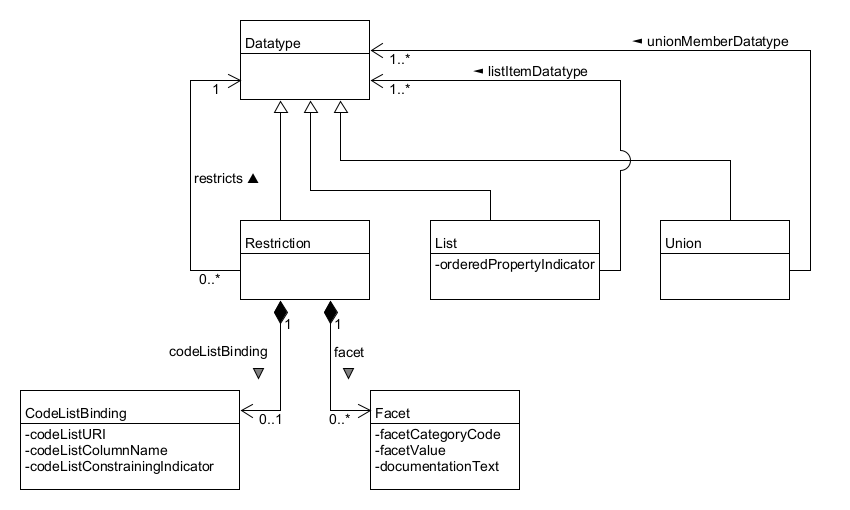 Datatype
◄ unionMemberDatatype
1..*
◄ listItemDatatype
1
1..*
restricts ▲
Restriction
List
Union
-orderedPropertyIndicator
0..*
1
1
codeListBinding
facet
▼
▼
0..1
0..*
CodeListBinding
-codeListURI
-codeListColumnName
-codeListConstrainingIndicator
Facet
-facetCategoryCode
-facetValue
-documentationText